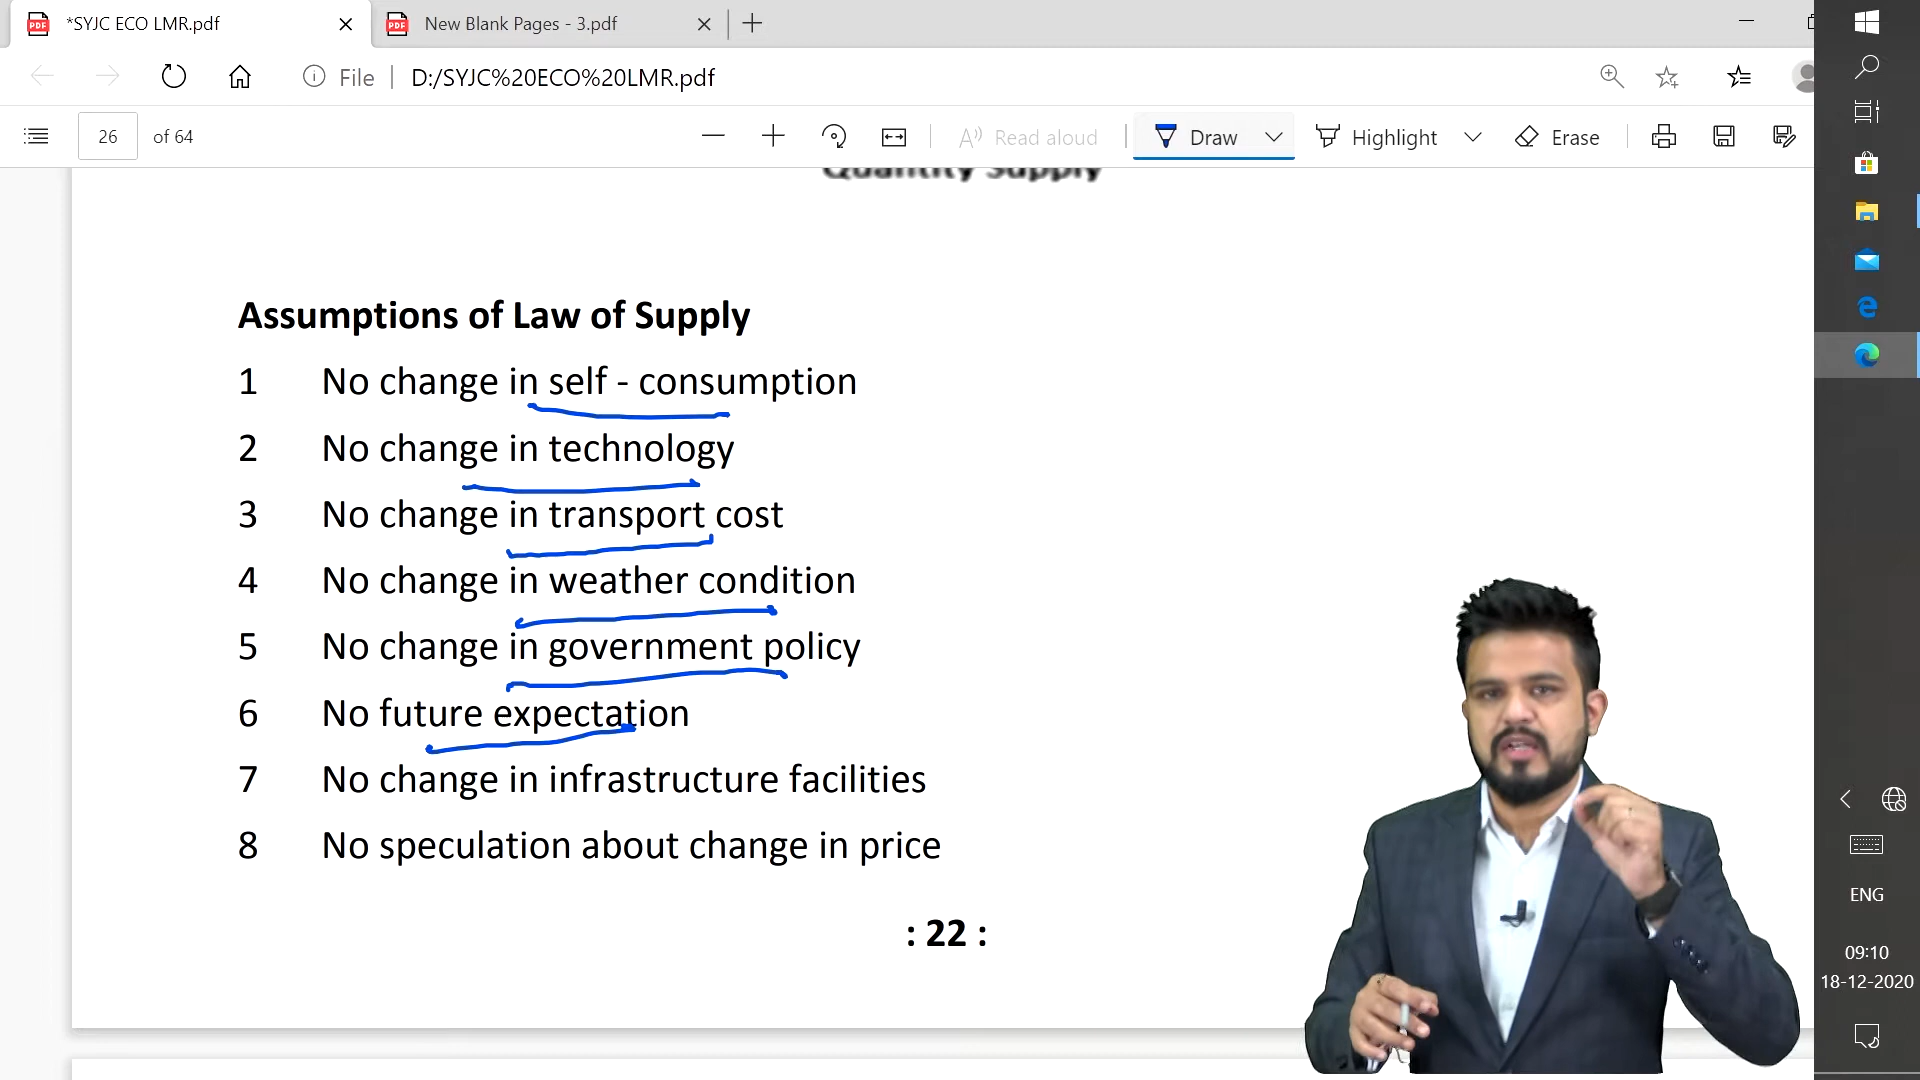 *SYJC ECO LMR.pdf
New Blank Pages - 3.pdf
File
D:/SYJC%20ECO%20LMR.pdf
26 of 64
Read aloud
Draw
Highlight
Erase
Quantity Supply
Assumptions of Law of Supply
1 No change in self - consumption
2 No change in technology
3 No change in transport cost
4 No change in weather condition
5 No change in government policy
6 No future expectation
7 No change in infrastructure facilities
8 No speculation about change in price
: 22 :
ENG
09:10
18-12-2020